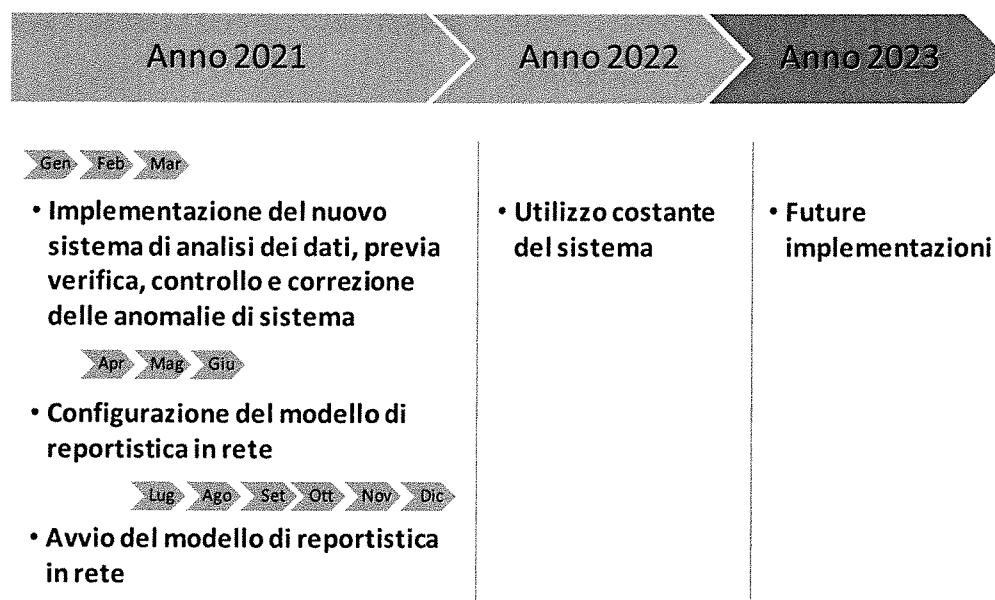 Anno 2021 Anno 2022 Anno 2023
Gen Feb Mar
• Implementazione del nuovo
sistema di analisi dei dati, previa
verifica, controllo e correzione
delle anomalie di sistema
Apr Mag Giu
• Configurazione del modello di
reportistica in rete
Lug Ago Set Ott Nov Dic
• Avvio del modello di reportistica
in rete
• Utilizzo costante
del sistema
• Future
implementazioni